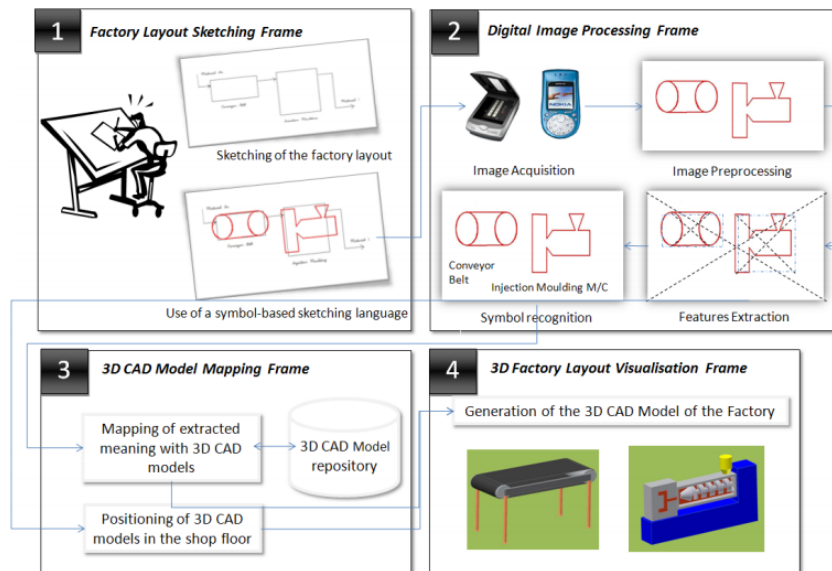 1
Factory Layout Sketching Frame
Sketching of the factory layout
Use of a symbol-based sketching language
2
Digital Image Processing Frame
NOKIA
Image Acquisition
Image Preprocessing
Conveyor
Belt
Injection Moulding M/C
Symbol recognition
Features Extraction
3
3D CAD Model Mapping Frame
Mapping of extracted
meaning with 3D CAD
models
3D CAD Model
repository
Positioning of 3D CAD
models in the shop floor
4
3D Factory Layout Visualisation Frame
Generation of the 3D CAD Model of the Factory